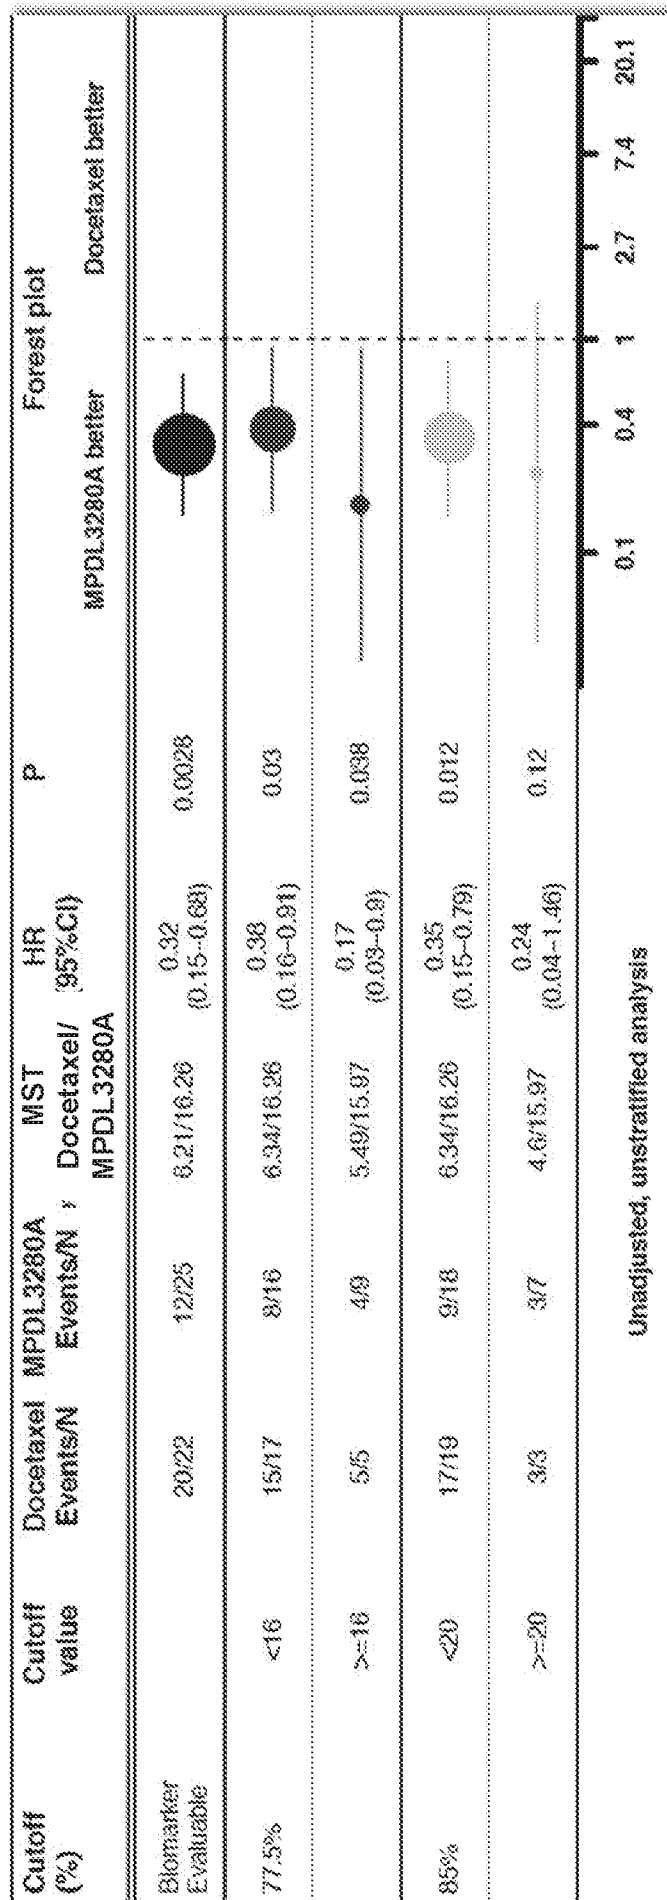 Cutoff
(%)
Cutoff
value
Docetaxel
Events/N
MPDL3280A
Events/N ,
MST
Docetaxel/
MPDL3280A
HR
[95%CI)
P
Forest plot
MPDL3280A better
Docetaxel better
Biomarker
Evaluable
20/22
12/25
6.21/16.26
0.32
(0.15–0.68)
0.0026
77.5%
<16
15/17
8/16
6.34/16.26
0.38
(0.16–0.91)
0.03
>=16
5/5
4/9
5.49/15.97
0.17
(0.03–0.9)
0.038
85%
<20
17/19
9/18
6.34/16.26
0.35
(0.15–0.79)
0.012
>=20
3/3
3/7
4.6/15.97
0.24
(0.04–1.46)
0.12
0.1
0.4
1
2.7
7.4
20.1
Unadjusted, unstratified analysis